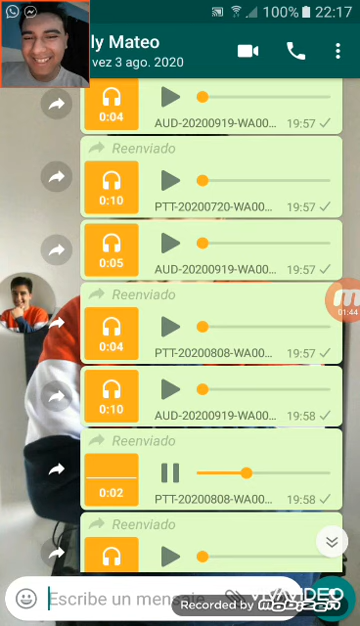 100% 22:17
ly Mateo
vez 3 ago. 2020
0:04
AUD-20200919-WA00... 19:57
Reenviado
0:10
PTT-20200720-WA00... 19:57
0:05
AUD-20200919-WA00... 19:57
Reenviado
0:04
PTT-20200808-WA00... 19:57
01:44
0:10
AUD-20200919-WA00... 19:58
Reenviado
0:02
PTT-20200808-WA00... 19:58
Reenviado
Escribe un mensaje
VIVAVIDEO
Recorded by MOBIZEN